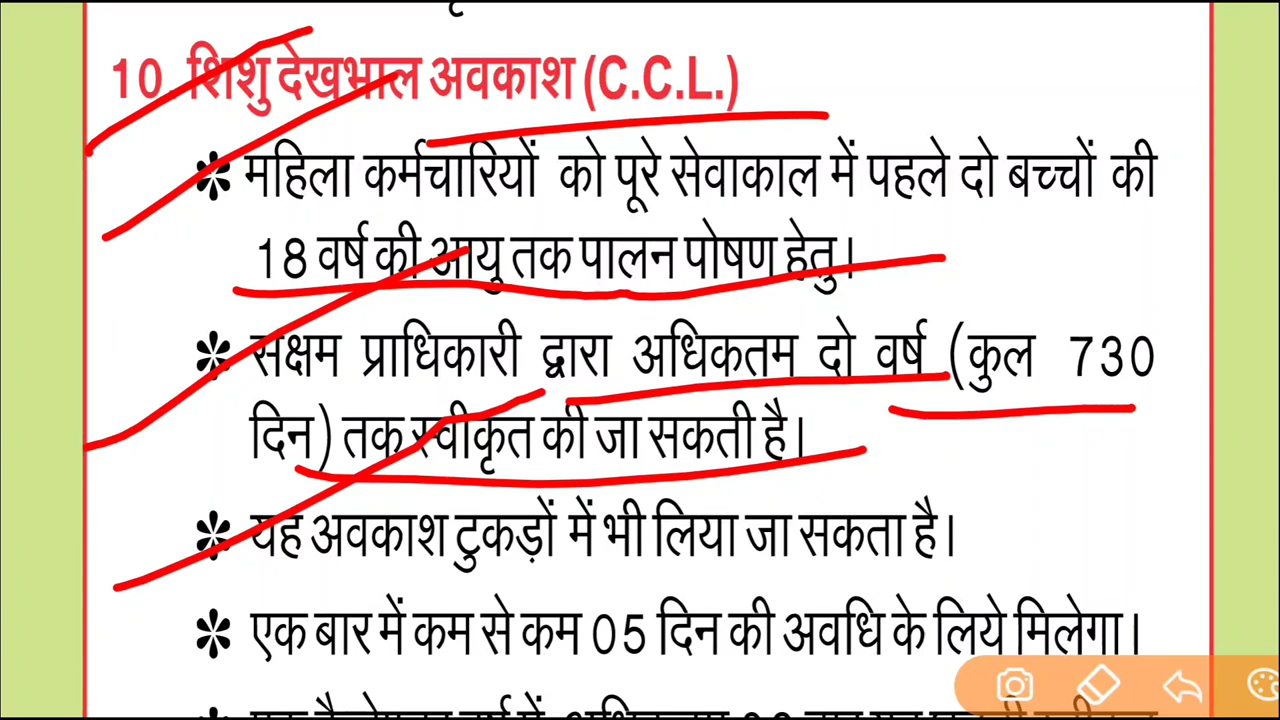 10. शिशु देखभाल अवकाश (C.C.L.)
* महिला कर्मचारियों को पूरे सेवाकाल में पहले दो बच्चों की
18 वर्ष की आयु तक पालन पोषण हेतु।
* सक्षम प्राधिकारी द्वारा अधिकतम दो वर्ष (कुल 730
दिन) तक स्वीकृत की जा सकती है।
* यह अवकाश टुकड़ों में भी लिया जा सकता है।
* एक बार में कम से कम 05 दिन की अवधि के लिये मिलेगा।